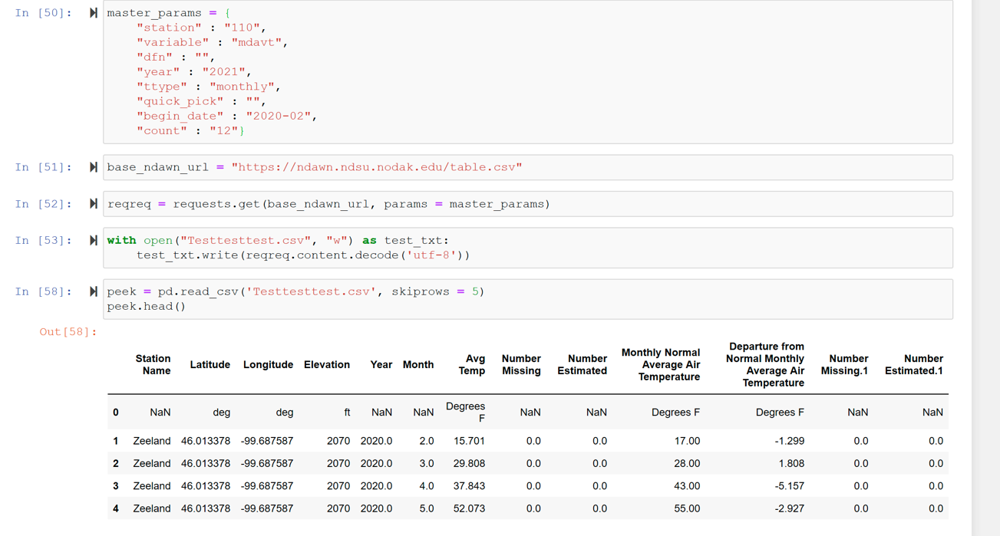 In [50]:
master_params = {
    "station" : "110",
    "variable" : "mdavt",
    "dfn" : "",
    "year" : "2021",
    "ttype" : "monthly",
    "quick_pick" : "",
    "begin_date" : "2020-02",
    "count" : "12"}
In [51]:
base_ndawn_url = "https://ndawn.ndsu.nodak.edu/table.csv"
In [52]:
reqreq = requests.get(base_ndawn_url, params = master_params)
In [53]:
with open("Testtesttest.csv", "w") as test_txt:
    test_txt.write(reqreq.content.decode('utf-8'))
In [58]:
peek = pd.read_csv('Testtesttest.csv', skiprows = 5)
peek.head()
Out[58]:
Station Name Latitude Longitude Elevation Year Month Avg Temp Number Missing Number Estimated Monthly Normal Average Air Temperature Departure from Normal Monthly Average Air Temperature Number Missing.1 Number Estimated.1
0 NaN deg deg ft NaN NaN Degrees F NaN NaN Degrees F Degrees F NaN NaN
1 Zeeland 46.013378 -99.687587 2070 2020.0 2.0 15.701 0.0 0.0 17.00 -1.299 0.0 0.0
2 Zeeland 46.013378 -99.687587 2070 2020.0 3.0 29.808 0.0 0.0 28.00 1.808 0.0 0.0
3 Zeeland 46.013378 -99.687587 2070 2020.0 4.0 37.843 0.0 0.0 43.00 -5.157 0.0 0.0
4 Zeeland 46.013378 -99.687587 2070 2020.0 5.0 52.073 0.0 0.0 55.00 -2.927 0.0 0.0